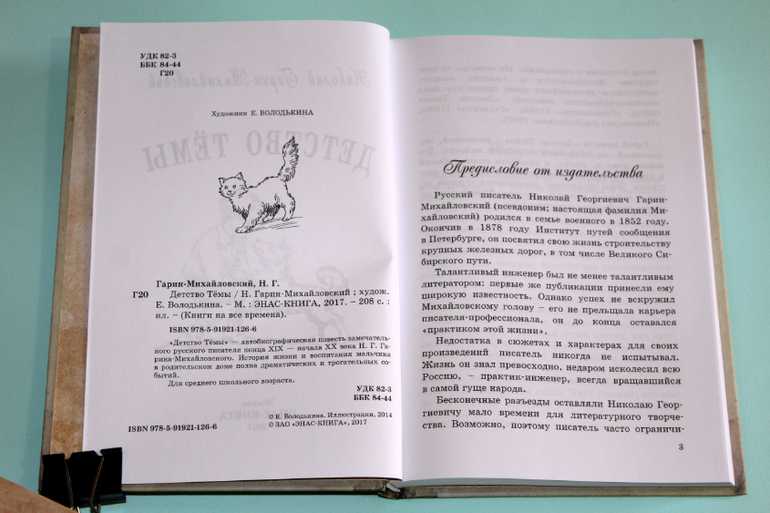 УДК 82-3
ББК 84-44
Г20
Художник Е. ВОЛОДЬКИНА
ДЕТСТВО ТЁМЫ
Гарин-Михайловский, Н. Г.
Г20 Детство Тёмы / Н. Гарин-Михайловский ; худож.
Е. Володькина. – М. : ЭНАС-КНИГА, 2017. – 208 с. :
ил. – (Книги на все времена).
ISBN 978-5-91921-126-6
«Детство Тёмы» – автобиографическая повесть замечатель-
ного русского писателя конца XIX — начала XX века Н. Г. Га-
рина-Михайловского. История жизни и воспитания мальчика
в родительском доме полна драматических и трогательных со-
бытий.
Для среднего школьного возраста.
УДК 82-3
ББК 84-44
© Е. Володькина. Иллюстрации, 2014
ISBN 978-5-91921-126-6 © ЗАО «ЭНАС-КНИГА», 2017
Предисловие от издательства
Русский писатель Николай Георгиевич Гарин-
Михайловский (псевдоним; настоящая фамилия Ми-
хайловский) родился в семье военного в 1852 году.
Окончив в 1878 году Институт путей сообщения
в Петербурге, он посвятил свою жизнь строительству
крупных железных дорог, в том числе Великого Си-
бирского пути.
Талантливый инженер был не менее талантливым
литератором: первые же публикации принесли ему
широкую известность. Однако успех не вскружил
Михайловскому голову – его не прельщала карьера
писателя-профессионала, он до конца оставался
«практиком этой жизни».
Недостатка в сюжетах и характерах для своих
произведений писатель никогда не испытывал.
Жизнь он знал превосходно, недаром исколесил всю
Россию, – практик-инженер, всегда вращавшийся
в самой гуще народа.
Бесконечные разъезды оставляли Николаю Геор-
гиевичу мало времени для литературного творче-
ства. Возможно, поэтому писатель часто ограничи-
3